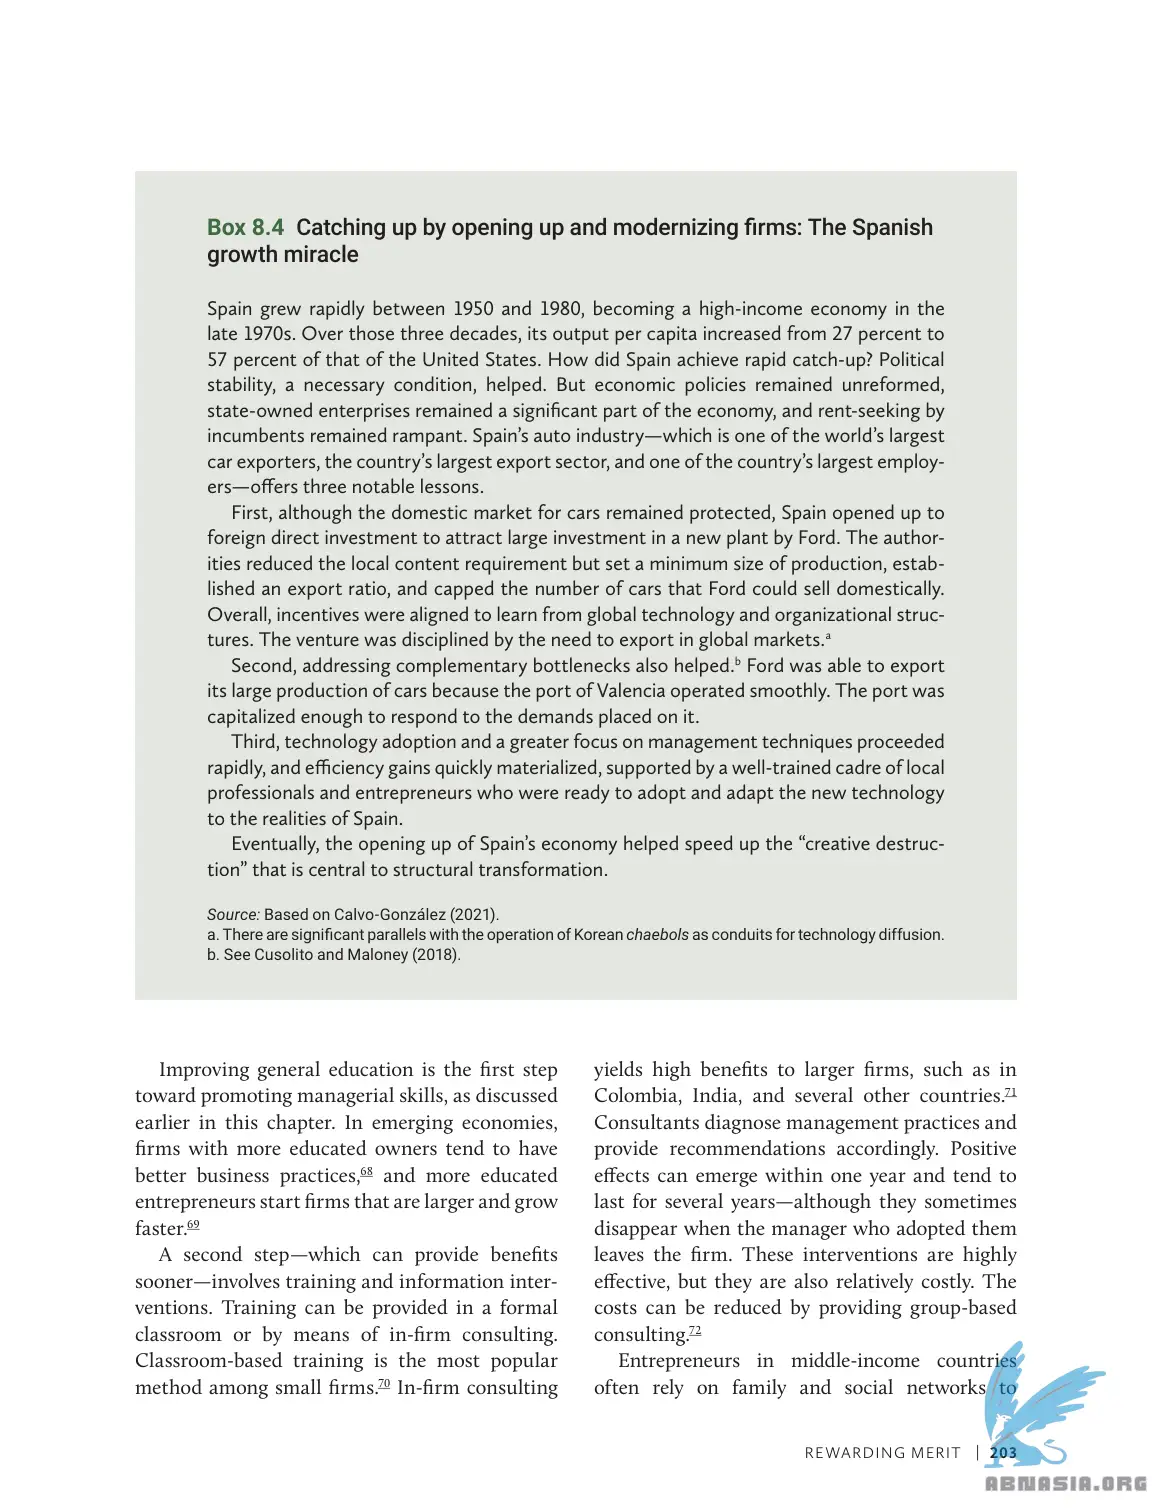 Box 8.4 Catching up by opening up and modernizing firms: The Spanish
growth miracle
Spain grew rapidly between 1950 and 1980, becoming a high-income economy in the
late 1970s. Over those three decades, its output per capita increased from 27 percent to
57 percent of that of the United States. How did Spain achieve rapid catch-up? Political
stability, a necessary condition, helped. But economic policies remained unreformed,
state-owned enterprises remained a significant part of the economy, and rent-seeking by
incumbents remained rampant. Spain's auto industry—which is one of the world's largest
car exporters, the country's largest export sector, and one of the country's largest employ-
ers—offers three notable lessons.
First, although the domestic market for cars remained protected, Spain opened up to
foreign direct investment to attract large investment in a new plant by Ford. The author-
ities reduced the local content requirement but set a minimum size of production, estab-
lished an export ratio, and capped the number of cars that Ford could sell domestically.
Overall, incentives were aligned to learn from global technology and organizational struc-
tures. The venture was disciplined by the need to export in global markets.a
Second, addressing complementary bottlenecks also helped.b Ford was able to export
its large production of cars because the port of Valencia operated smoothly. The port was
capitalized enough to respond to the demands placed on it.
Third, technology adoption and a greater focus on management techniques proceeded
rapidly, and efficiency gains quickly materialized, supported by a well-trained cadre of local
professionals and entrepreneurs who were ready to adopt and adapt the new technology
to the realities of Spain.
Eventually, the opening up of Spain's economy helped speed up the "creative destruc-
tion" that is central to structural transformation.
Source: Based on Calvo-González (2021).
a. There are significant parallels with the operation of Korean chaebols as conduits for technology diffusion.
b. See Cusolito and Maloney (2018).
Improving general education is the first step
toward promoting managerial skills, as discussed
earlier in this chapter. In emerging economies,
firms with more educated owners tend to have
better business practices,68 and more educated
entrepreneurs start firms that are larger and grow
faster.69
A second step—which can provide benefits
sooner—involves training and information inter-
ventions. Training can be provided in a formal
classroom or by means of in-firm consulting.
Classroom-based training is the most popular
method among small firms.70 In-firm consulting
yields high benefits to larger firms, such as in
Colombia, India, and several other countries.71
Consultants diagnose management practices and
provide recommendations accordingly. Positive
effects can emerge within one year and tend to
last for several years—although they sometimes
disappear when the manager who adopted them
leaves the firm. These interventions are highly
effective, but they are also relatively costly. The
costs can be reduced by providing group-based
consulting.72
Entrepreneurs in middle-income countries
often rely on family and social networks to
REWARDING MERIT | 203
ABNASIA.ORG